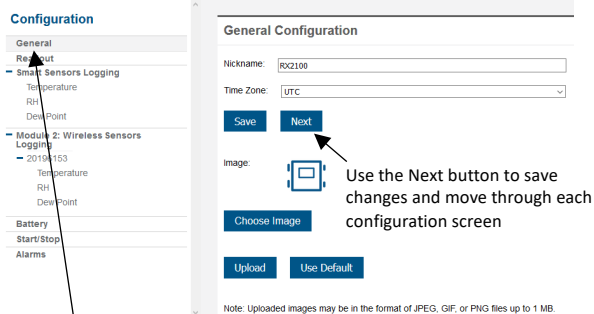 Configuration
General
Readout
Smart Sensors Logging
Temperature
RH
Dew Point
Module 2: Wireless Sensors
Logging
20196153
Temperature
RH
Dew Point
Battery
Start/Stop
Alarms
General Configuration
Nickname: RX2100
Time Zone: UTC
Save Next
Image:
Use the Next button to save
changes and move through each
configuration screen
Choose Image
Upload Use Default
Note: Uploaded images may be in the format of JPEG, GIF, or PNG files up to 1 MB.